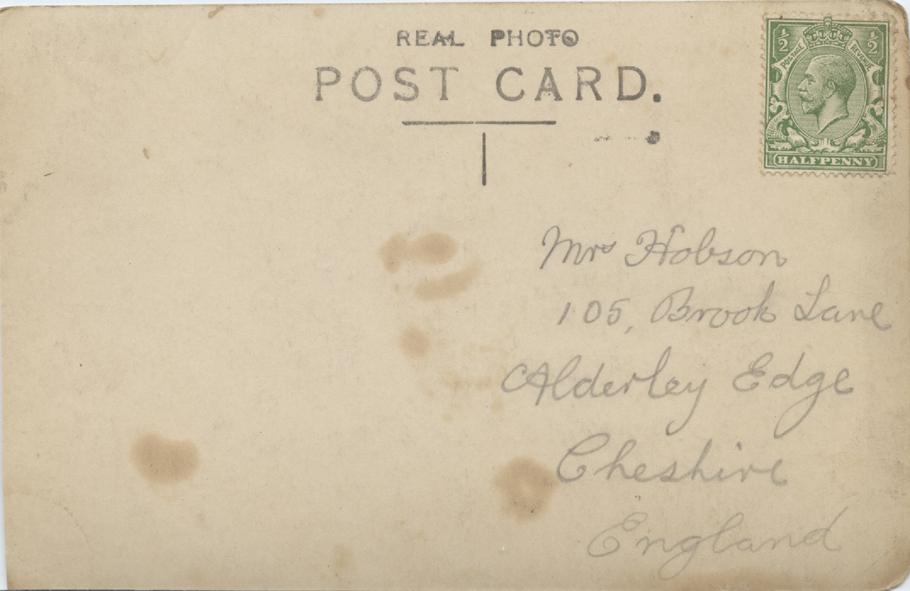 REAL PHOTO
POST CARD.
½ ½
POSTAGE REVENUE
HALFPENNY
Mrs Hobson
105, Brook Lane
Alderley Edge
Cheshire
England